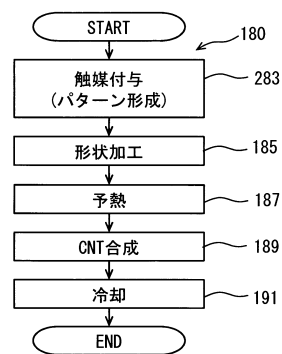 START
180
触媒付与
(パターン形成)
283
形状加工
185
予熱
187
CNT合成
189
冷却
191
END